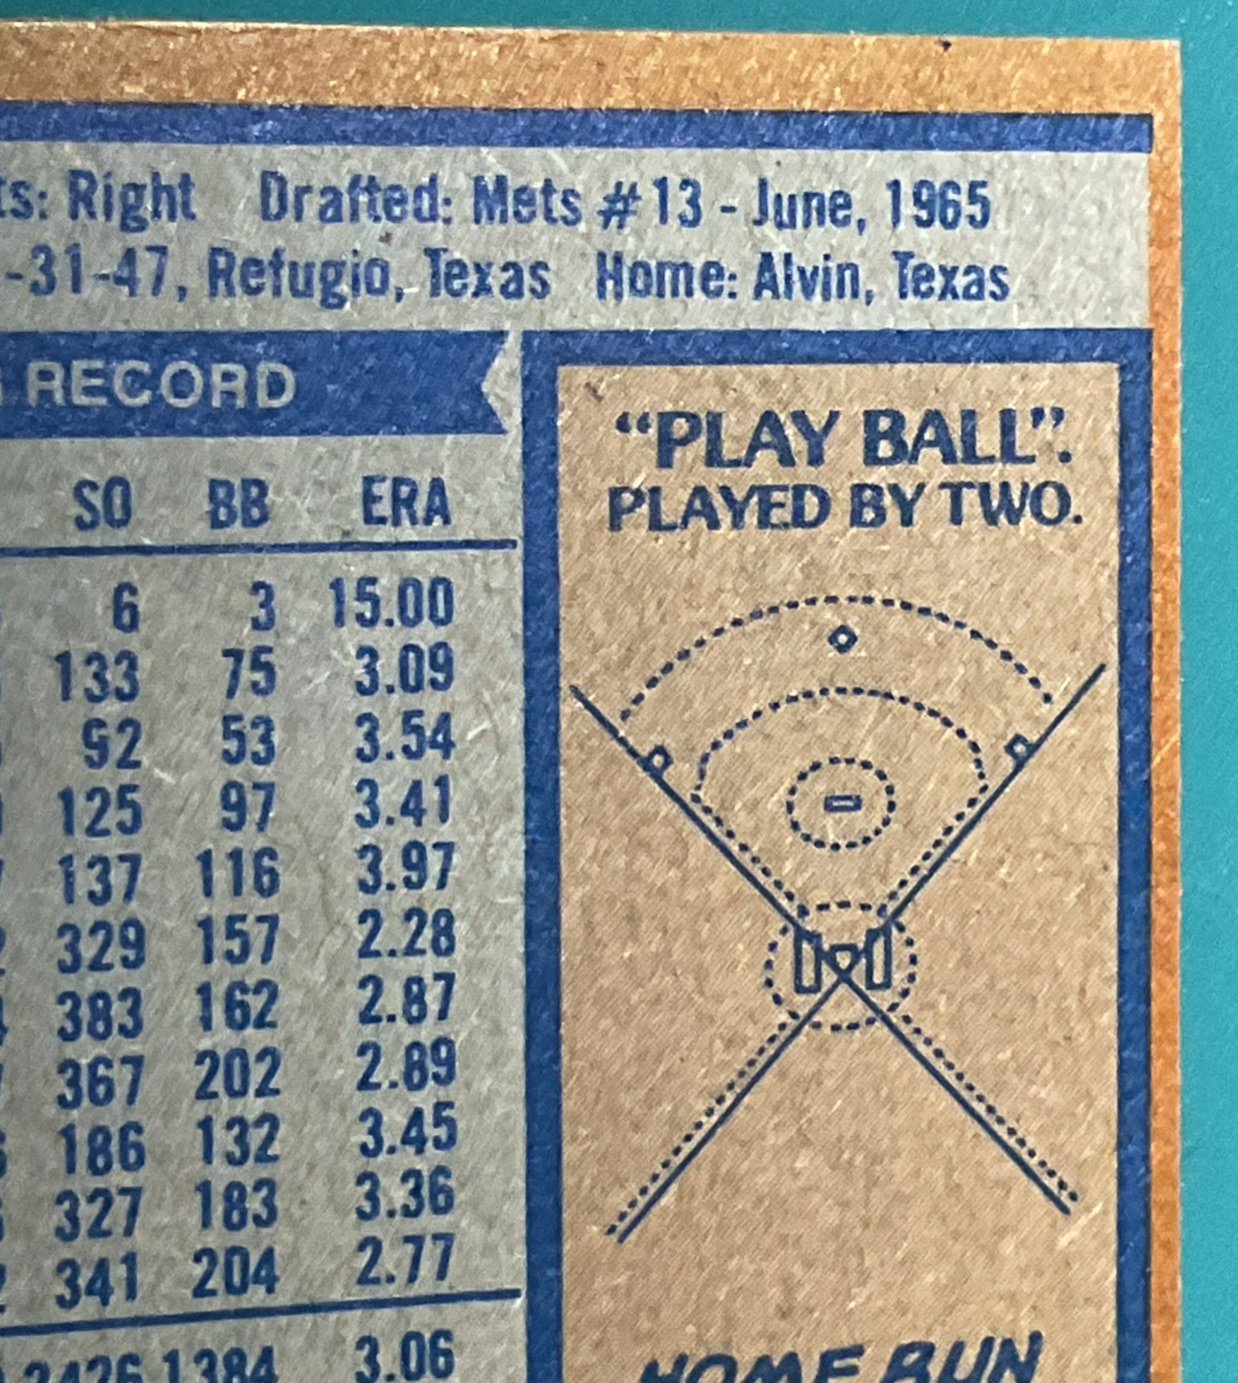 ts: Right Drafted: Mets #13 - June, 1965
-31-47, Refugio, Texas Home: Alvin, Texas
RECORD
SO BB ERA
6 3 15.00
133 75 3.09
92 53 3.54
125 97 3.41
137 116 3.97
329 157 2.28
383 162 2.87
367 202 2.89
186 132 3.45
327 183 3.36
341 204 2.77
2426 1384 3.06
“PLAY BALL”.
PLAYED BY TWO.
HOME RUN